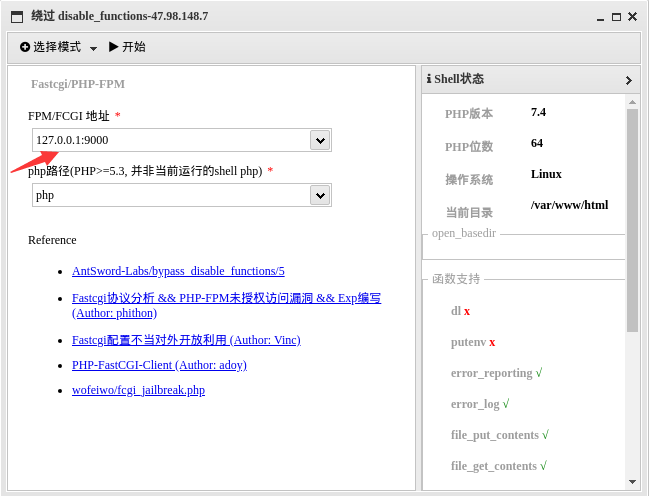 绕过 disable_functions-47.98.148.7
选择模式 开始
Fastcgi/PHP-FPM
FPM/FCGI 地址 *
127.0.0.1:9000
php路径(PHP>=5.3, 并非当前运行的shell php) *
php
Reference
AntSword-Labs/bypass_disable_functions/5
Fastcgi协议分析 && PHP-FPM未授权访问漏洞 && Exp编写
(Author: phithon)
Fastcgi配置不当对外开放利用 (Author: Vinc)
PHP-FastCGI-Client (Author: adoy)
wofeiwo/fcgi_jailbreak.php
Shell状态
PHP版本 7.4
PHP位数 64
操作系统 Linux
当前目录 /var/www/html
open_basedir
函数支持
dl x
putenv x
error_reporting √
error_log √
file_put_contents √
file_get_contents √